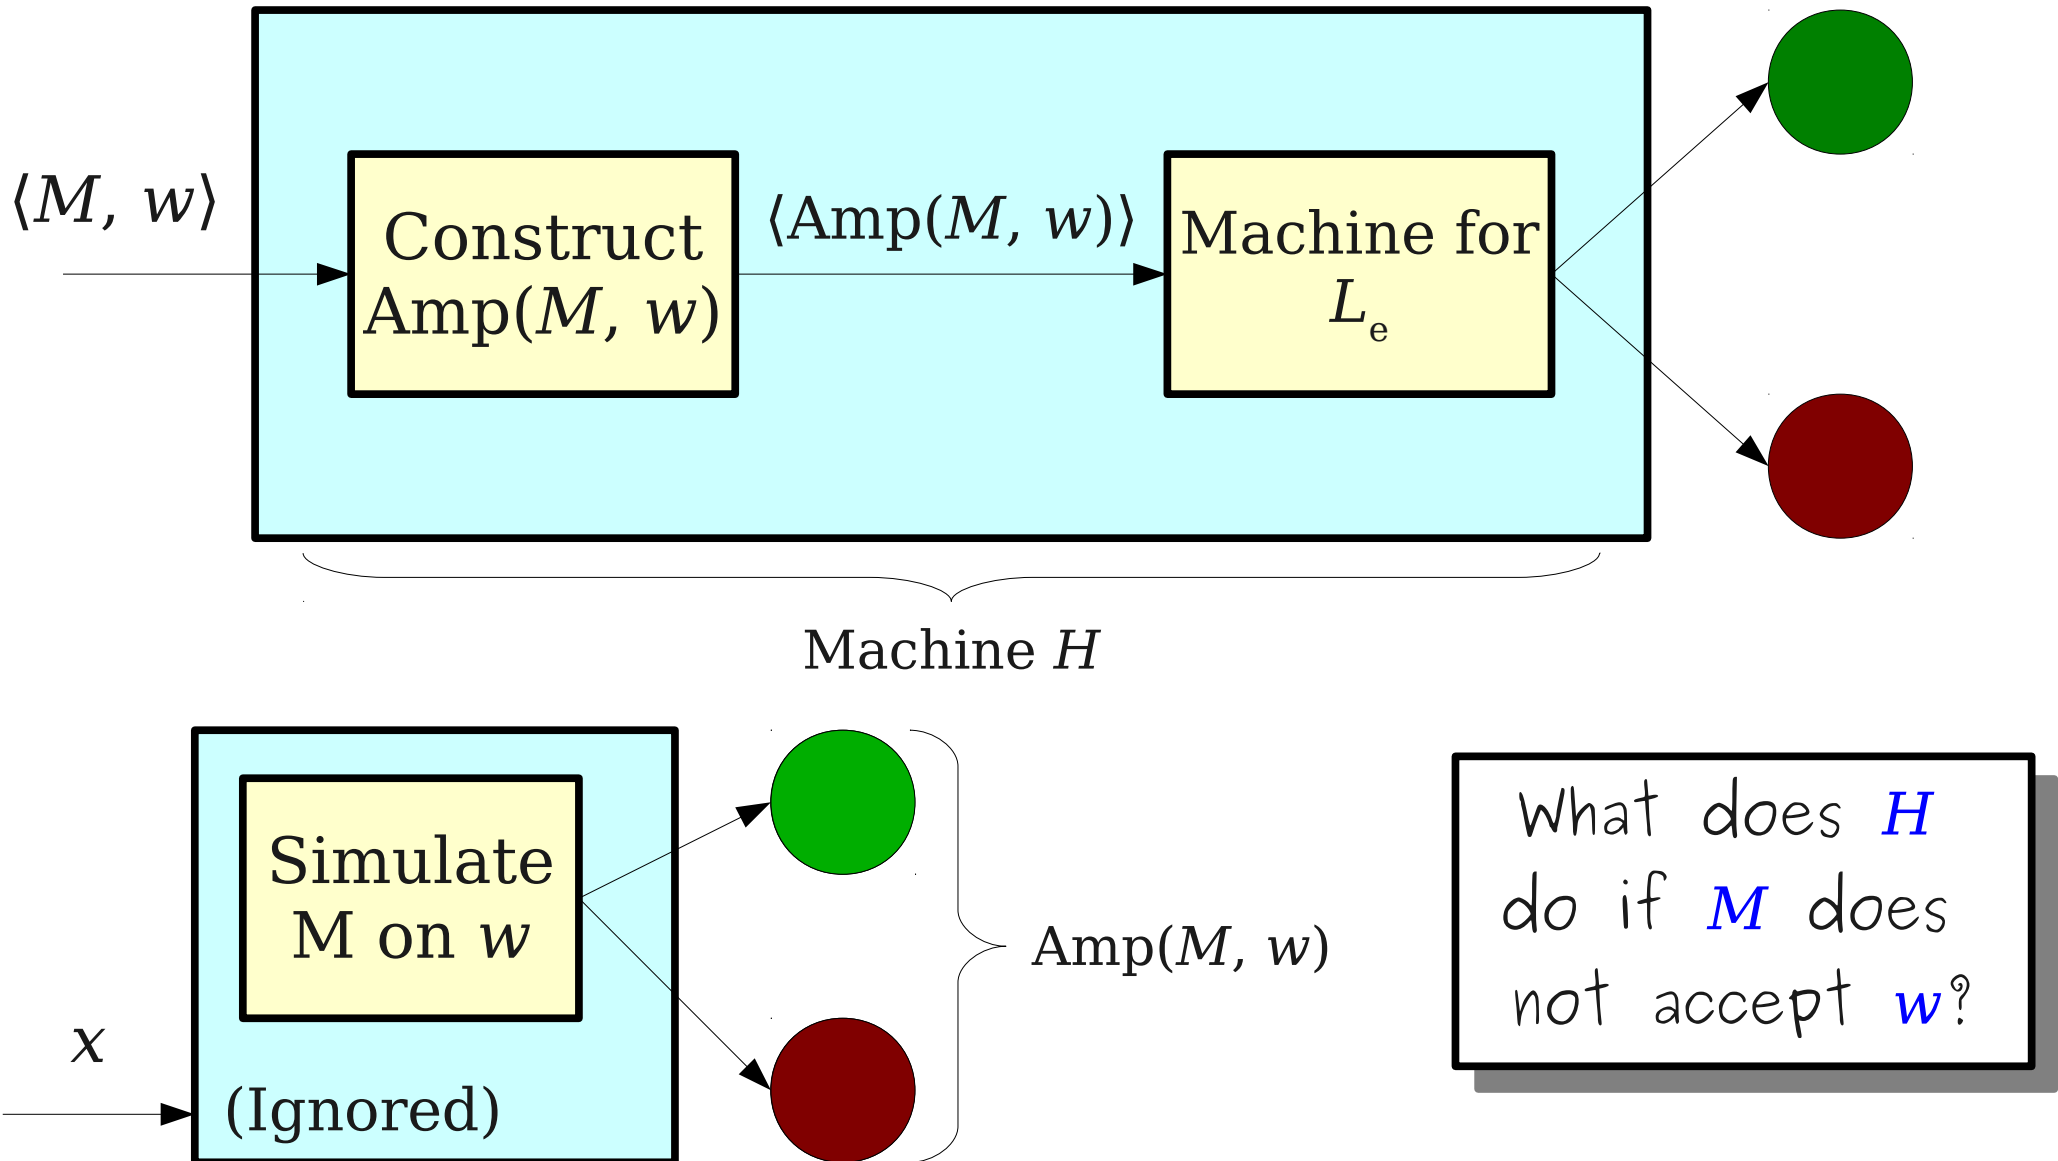 ⟨M, w⟩
Construct
Amp(M, w)
⟨Amp(M, w)⟩
Machine for
Lₑ
Machine H
Simulate
M on w
x
(Ignored)
Amp(M, w)
What does H
do if M does
not accept w?